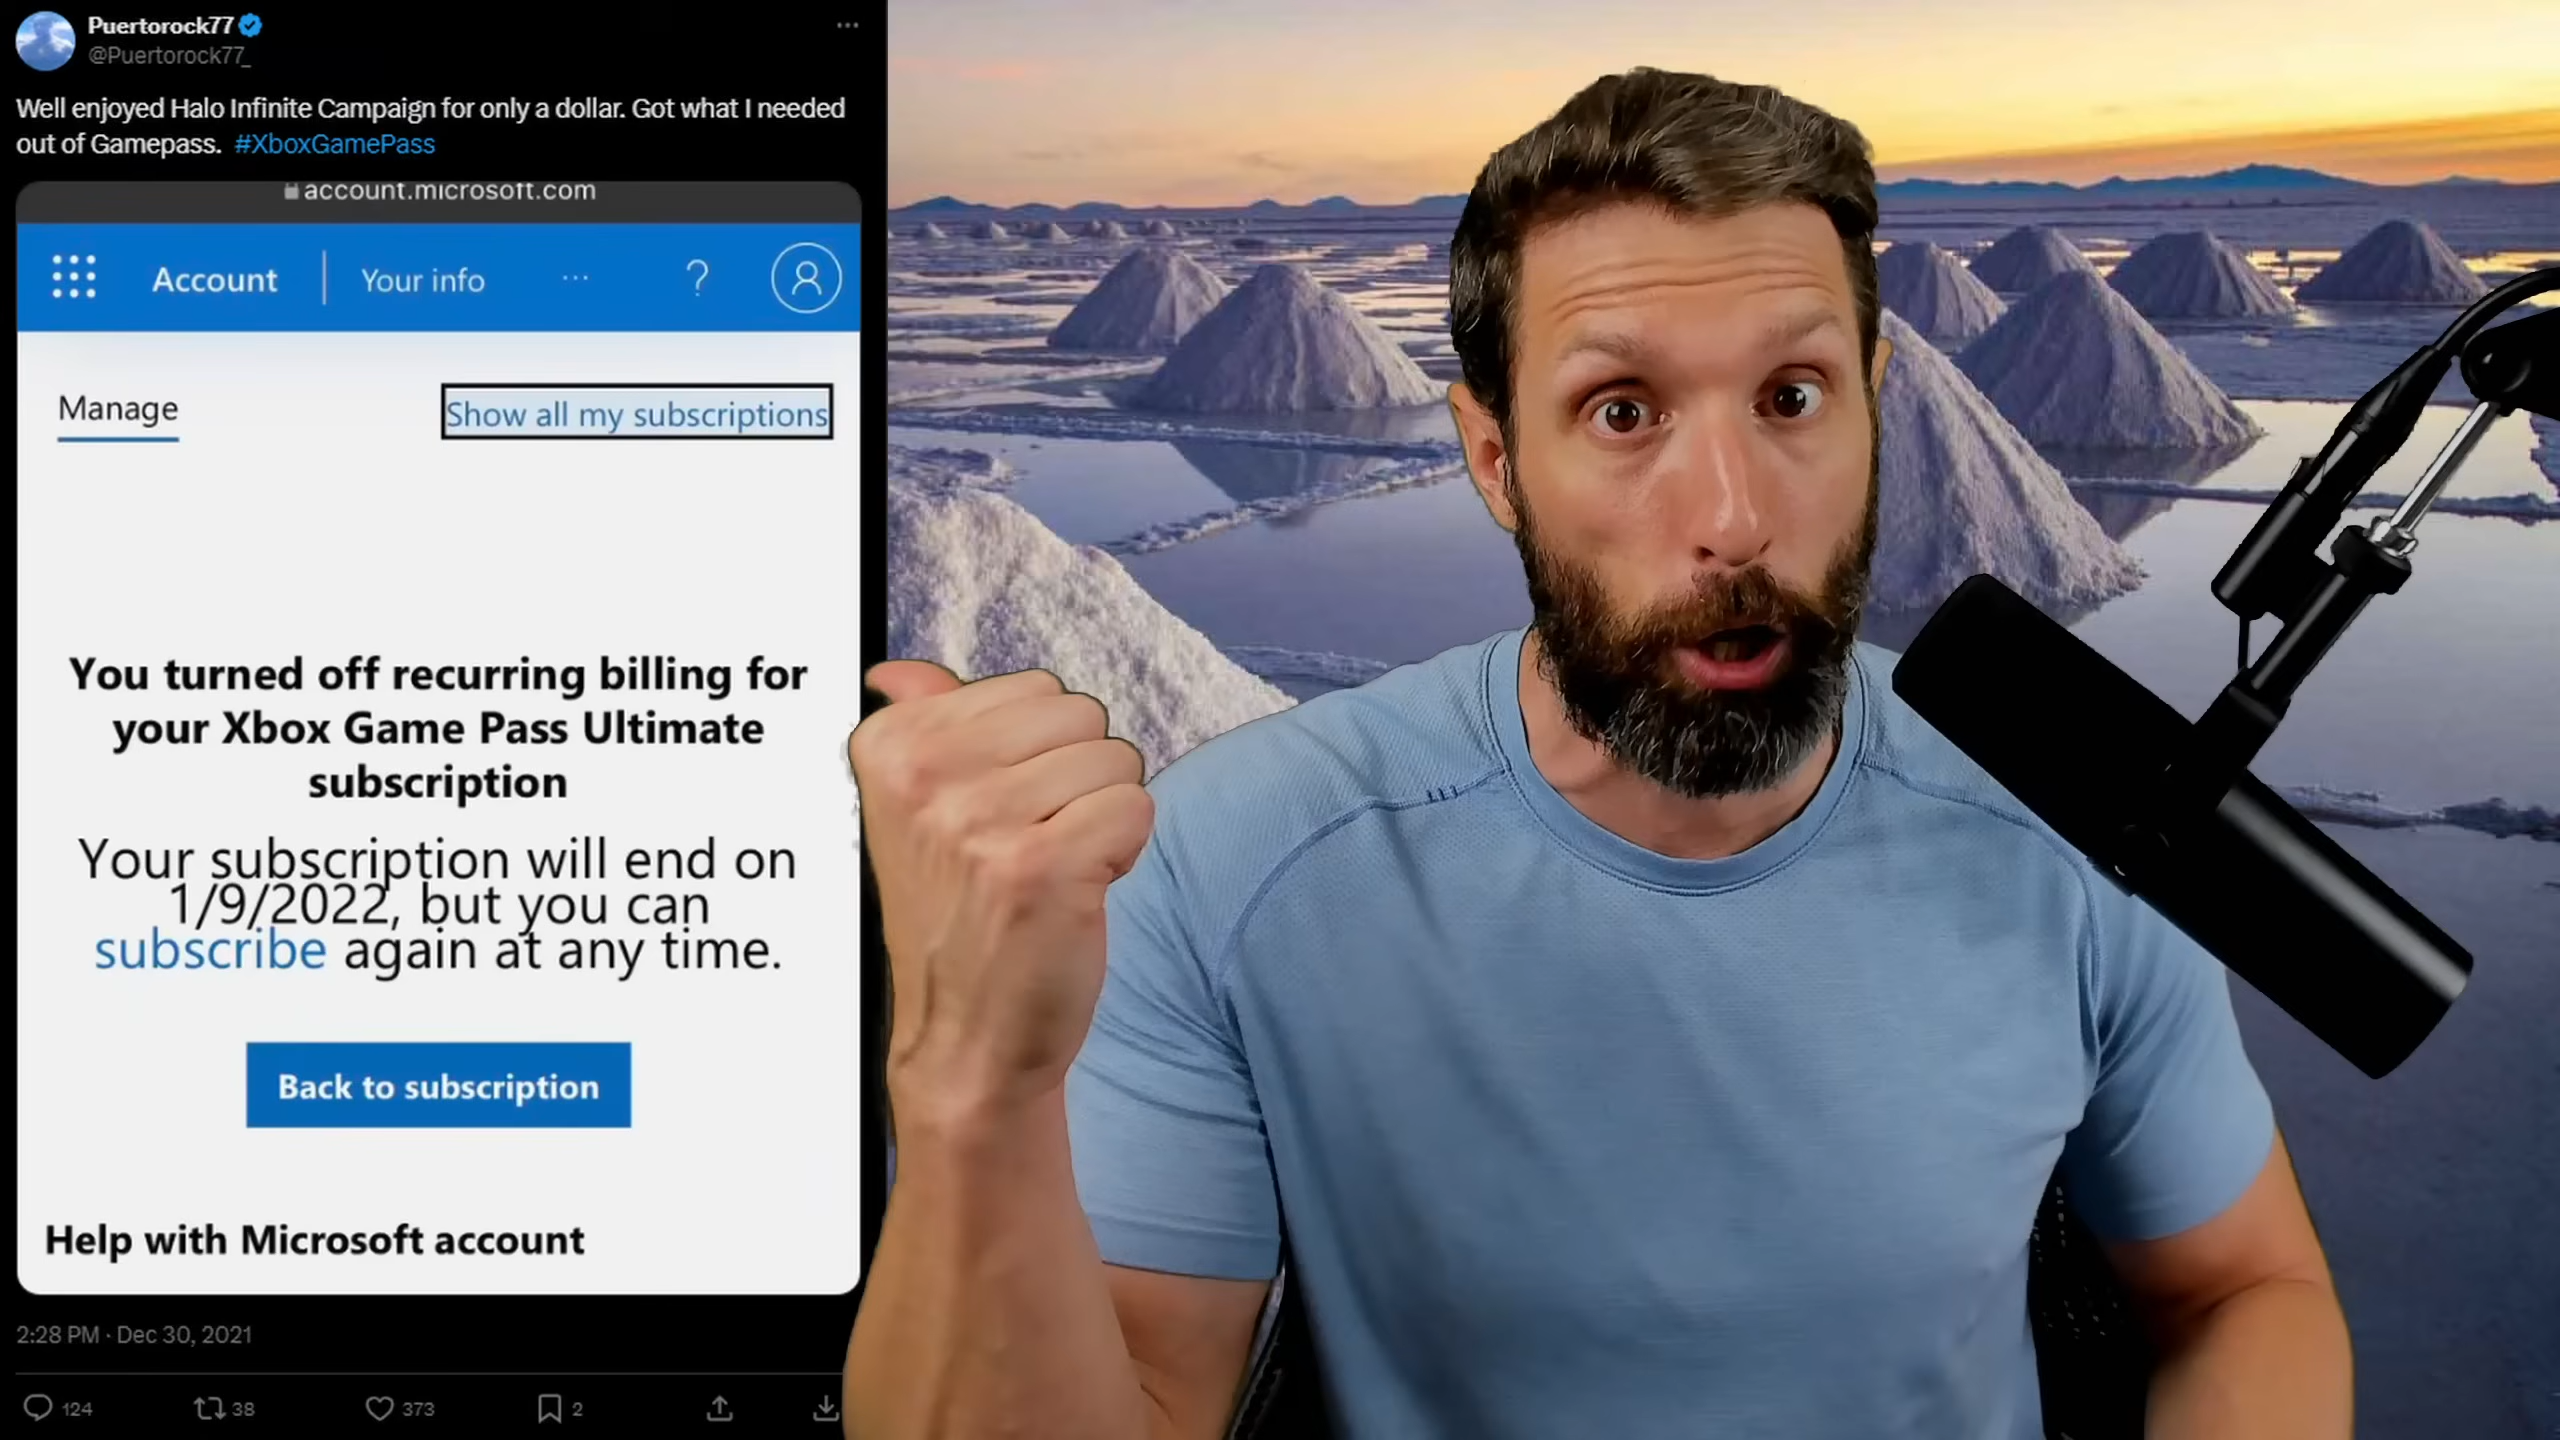 Puertorock77
@Puertorock77_
Well enjoyed Halo Infinite Campaign for only a dollar. Got what I needed
out of Gamepass. #XboxGamePass
account.microsoft.com
Account | Your info ... ?
Manage
Show all my subscriptions
You turned off recurring billing for
your Xbox Game Pass Ultimate
subscription
Your subscription will end on
1/9/2022, but you can
subscribe again at any time.
Back to subscription
Help with Microsoft account
2:28 PM · Dec 30, 2021
124 38 373 2